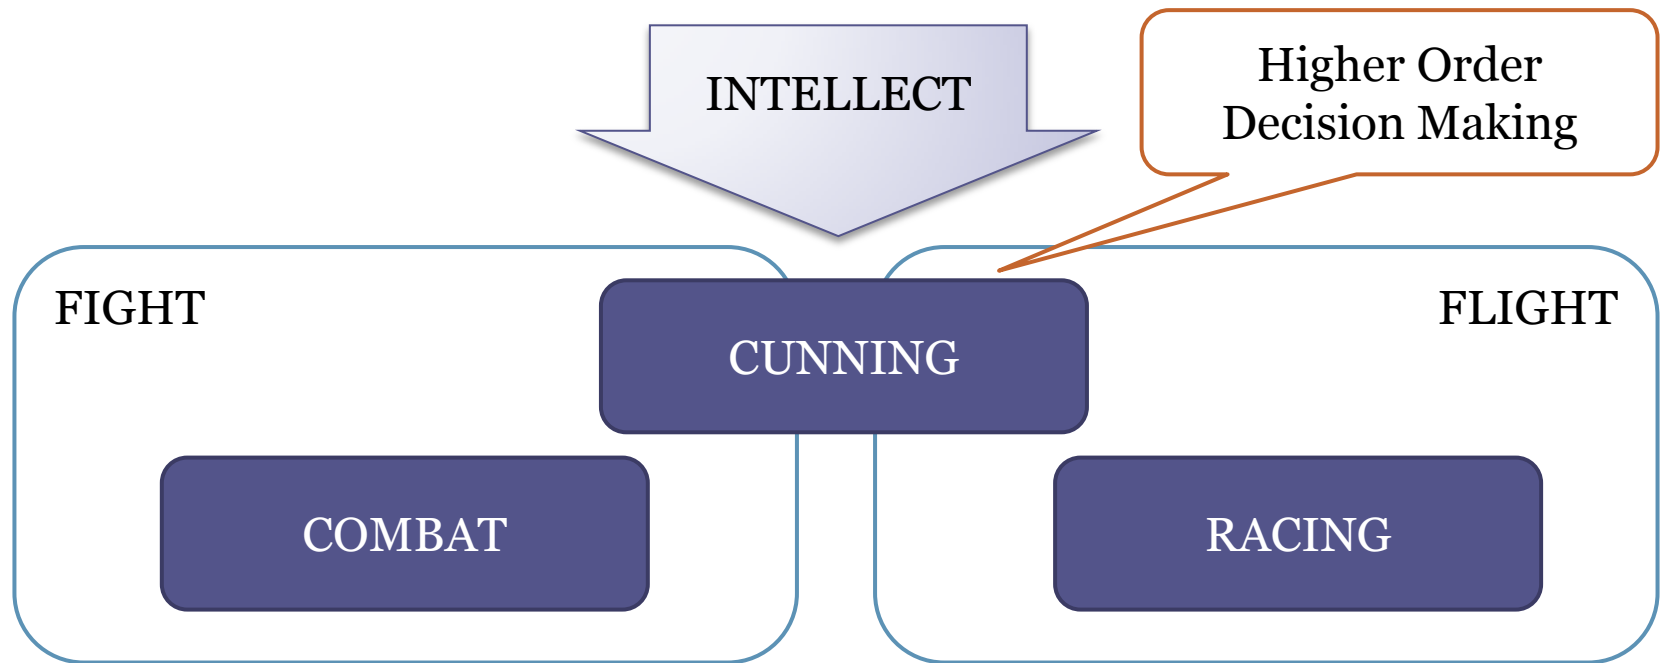 INTELLECT
Higher Order
Decision Making
FIGHT
FLIGHT
CUNNING
COMBAT
RACING